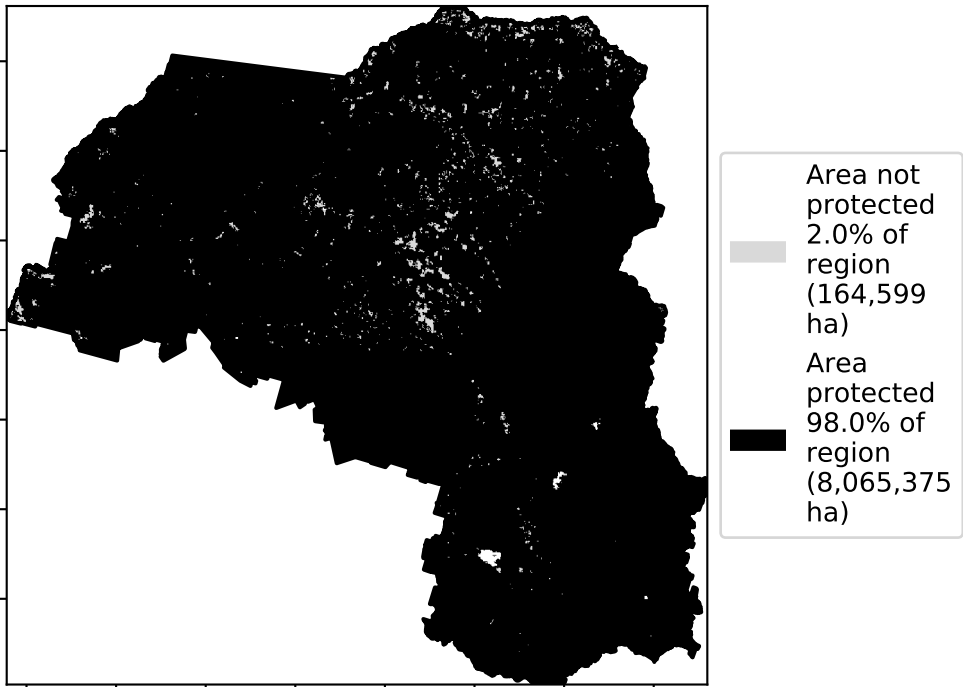 Area not
protected
2.0% of
region
(164,599
ha)
Area
protected
98.0% of
region
(8,065,375
ha)